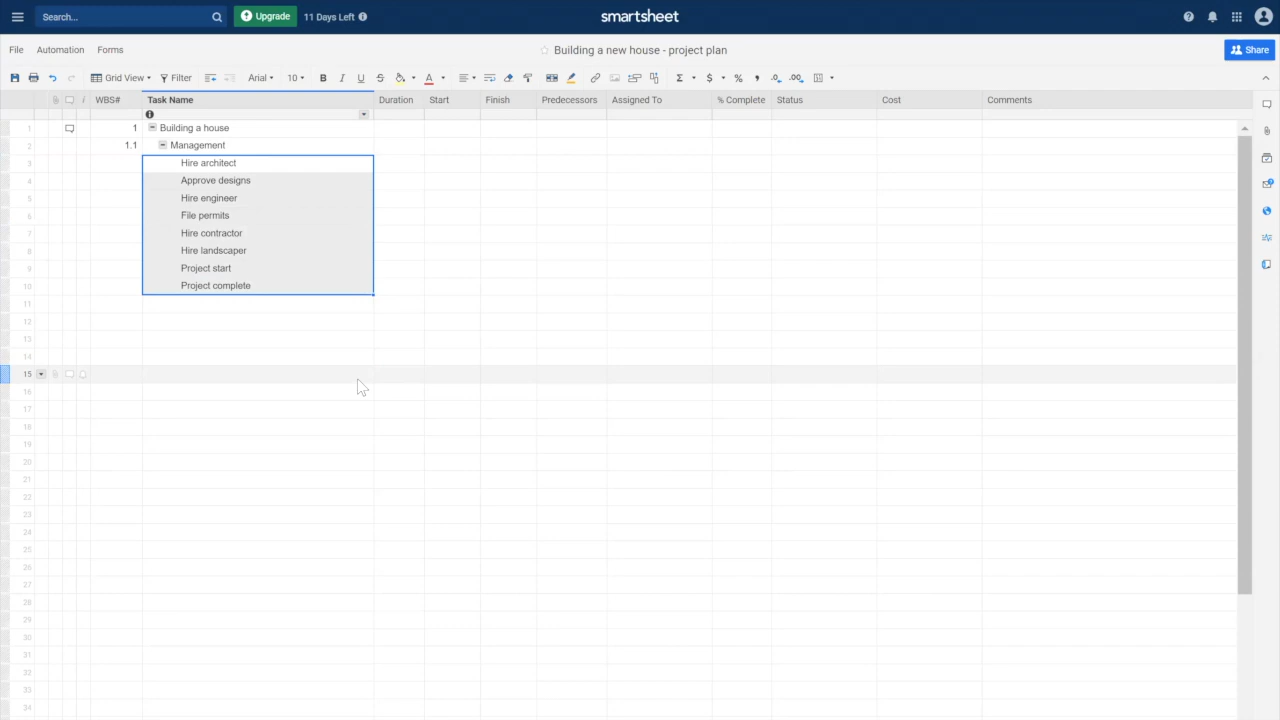 Search... Upgrade 11 Days Left smartsheet
File Automation Forms Building a new house - project plan Share
Grid View Filter Arial 10 B I U S A Σ $ % , .0 .00
WBS# Task Name Duration Start Finish Predecessors Assigned To % Complete Status Cost Comments
1 1 Building a house
2 1.1 Management
3 Hire architect
4 Approve designs
5 Hire engineer
6 File permits
7 Hire contractor
8 Hire landscaper
9 Project start
10 Project complete
11
12
13
14
15
16
17
18
19
20
21
22
23
24
25
26
27
28
29
30
31
32
33
34